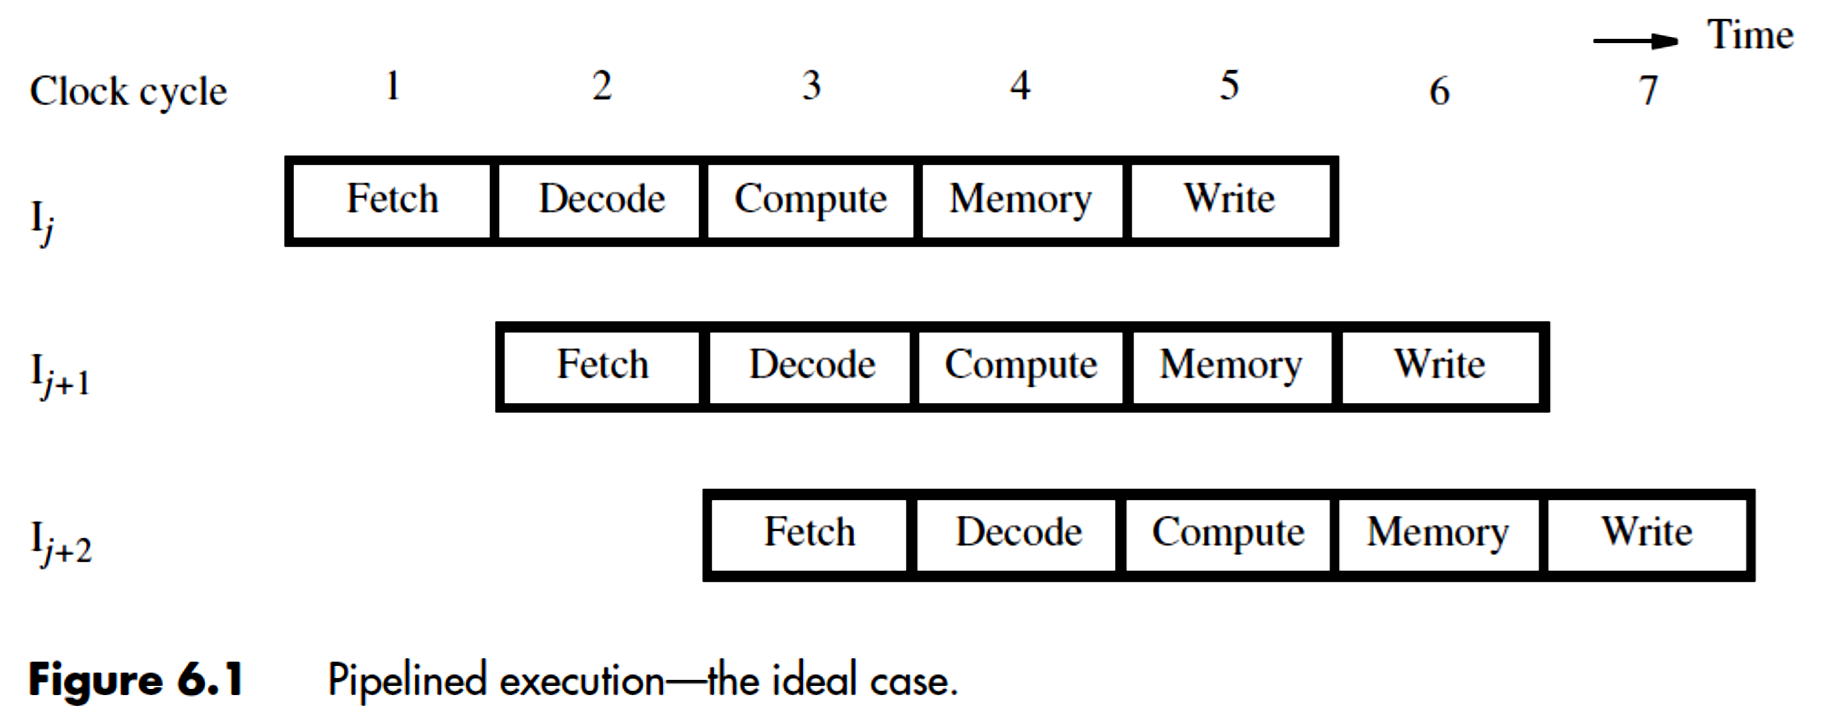 Time
Clock cycle 1 2 3 4 5 6 7
Ij Fetch Decode Compute Memory Write
Ij+1 Fetch Decode Compute Memory Write
Ij+2 Fetch Decode Compute Memory Write
Figure 6.1 Pipelined execution—the ideal case.